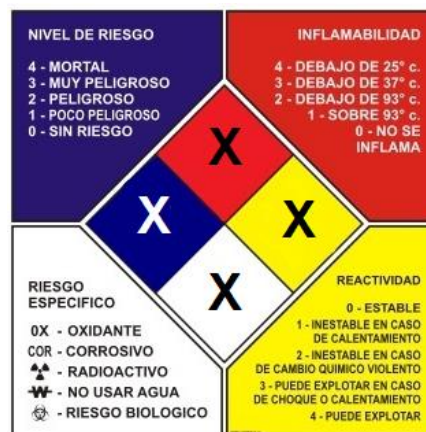 NIVEL DE RIESGO
4 - MORTAL
3 - MUY PELIGROSO
2 - PELIGROSO
1 - POCO PELIGROSO
0 - SIN RIESGO
INFLAMABILIDAD
4 - DEBAJO DE 25° c.
3 - DEBAJO DE 37° c.
2 - DEBAJO DE 93° c.
1 - SOBRE 93° c.
0 - NO SE
INFLAMA
X
X
X
X
RIESGO
ESPECIFICO
0X - OXIDANTE
COR - CORROSIVO
- RADIOACTIVO
W - NO USAR AGUA
- RIESGO BIOLOGICO
REACTIVIDAD
0 - ESTABLE
1 - INESTABLE EN CASO
DE CALENTAMIENTO
2 - INESTABLE EN CASO
DE CAMBIO QUIMICO VIOLENTO
3 - PUEDE EXPLOTAR EN CASO
DE CHOQUE O CALENTAMIENTO
4 - PUEDE EXPLOTAR